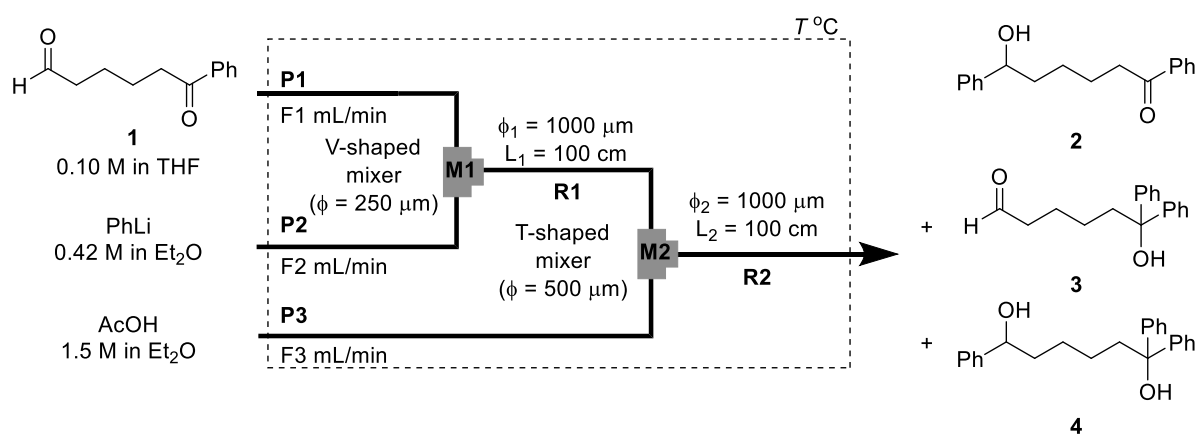 T °C
O
H
Ph
O
1
0.10 M in THF
PhLi
0.42 M in Et2O
AcOH
1.5 M in Et2O
P1
F1 mL/min
V-shaped
mixer
(ϕ = 250 μm)
M1
P2
F2 mL/min
P3
F3 mL/min
ϕ1 = 1000 μm
L1 = 100 cm
R1
T-shaped
mixer
(ϕ = 500 μm)
M2
ϕ2 = 1000 μm
L2 = 100 cm
R2
OH
Ph
Ph
O
2
+
O
H
Ph
Ph
OH
3
+
OH
Ph
Ph
Ph
OH
4